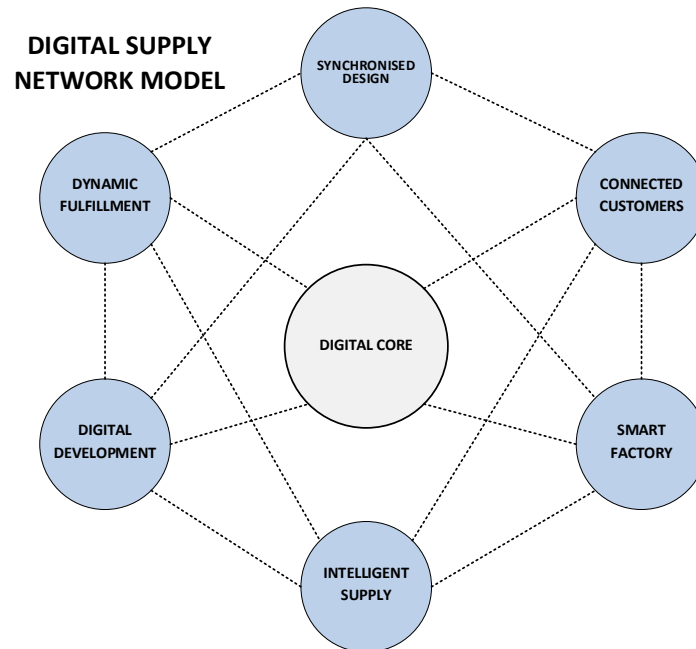 DIGITAL SUPPLY
NETWORK MODEL
SYNCHRONISED
DESIGN
DYNAMIC
FULFILLMENT
CONNECTED
CUSTOMERS
DIGITAL CORE
DIGITAL
DEVELOPMENT
SMART
FACTORY
INTELLIGENT
SUPPLY